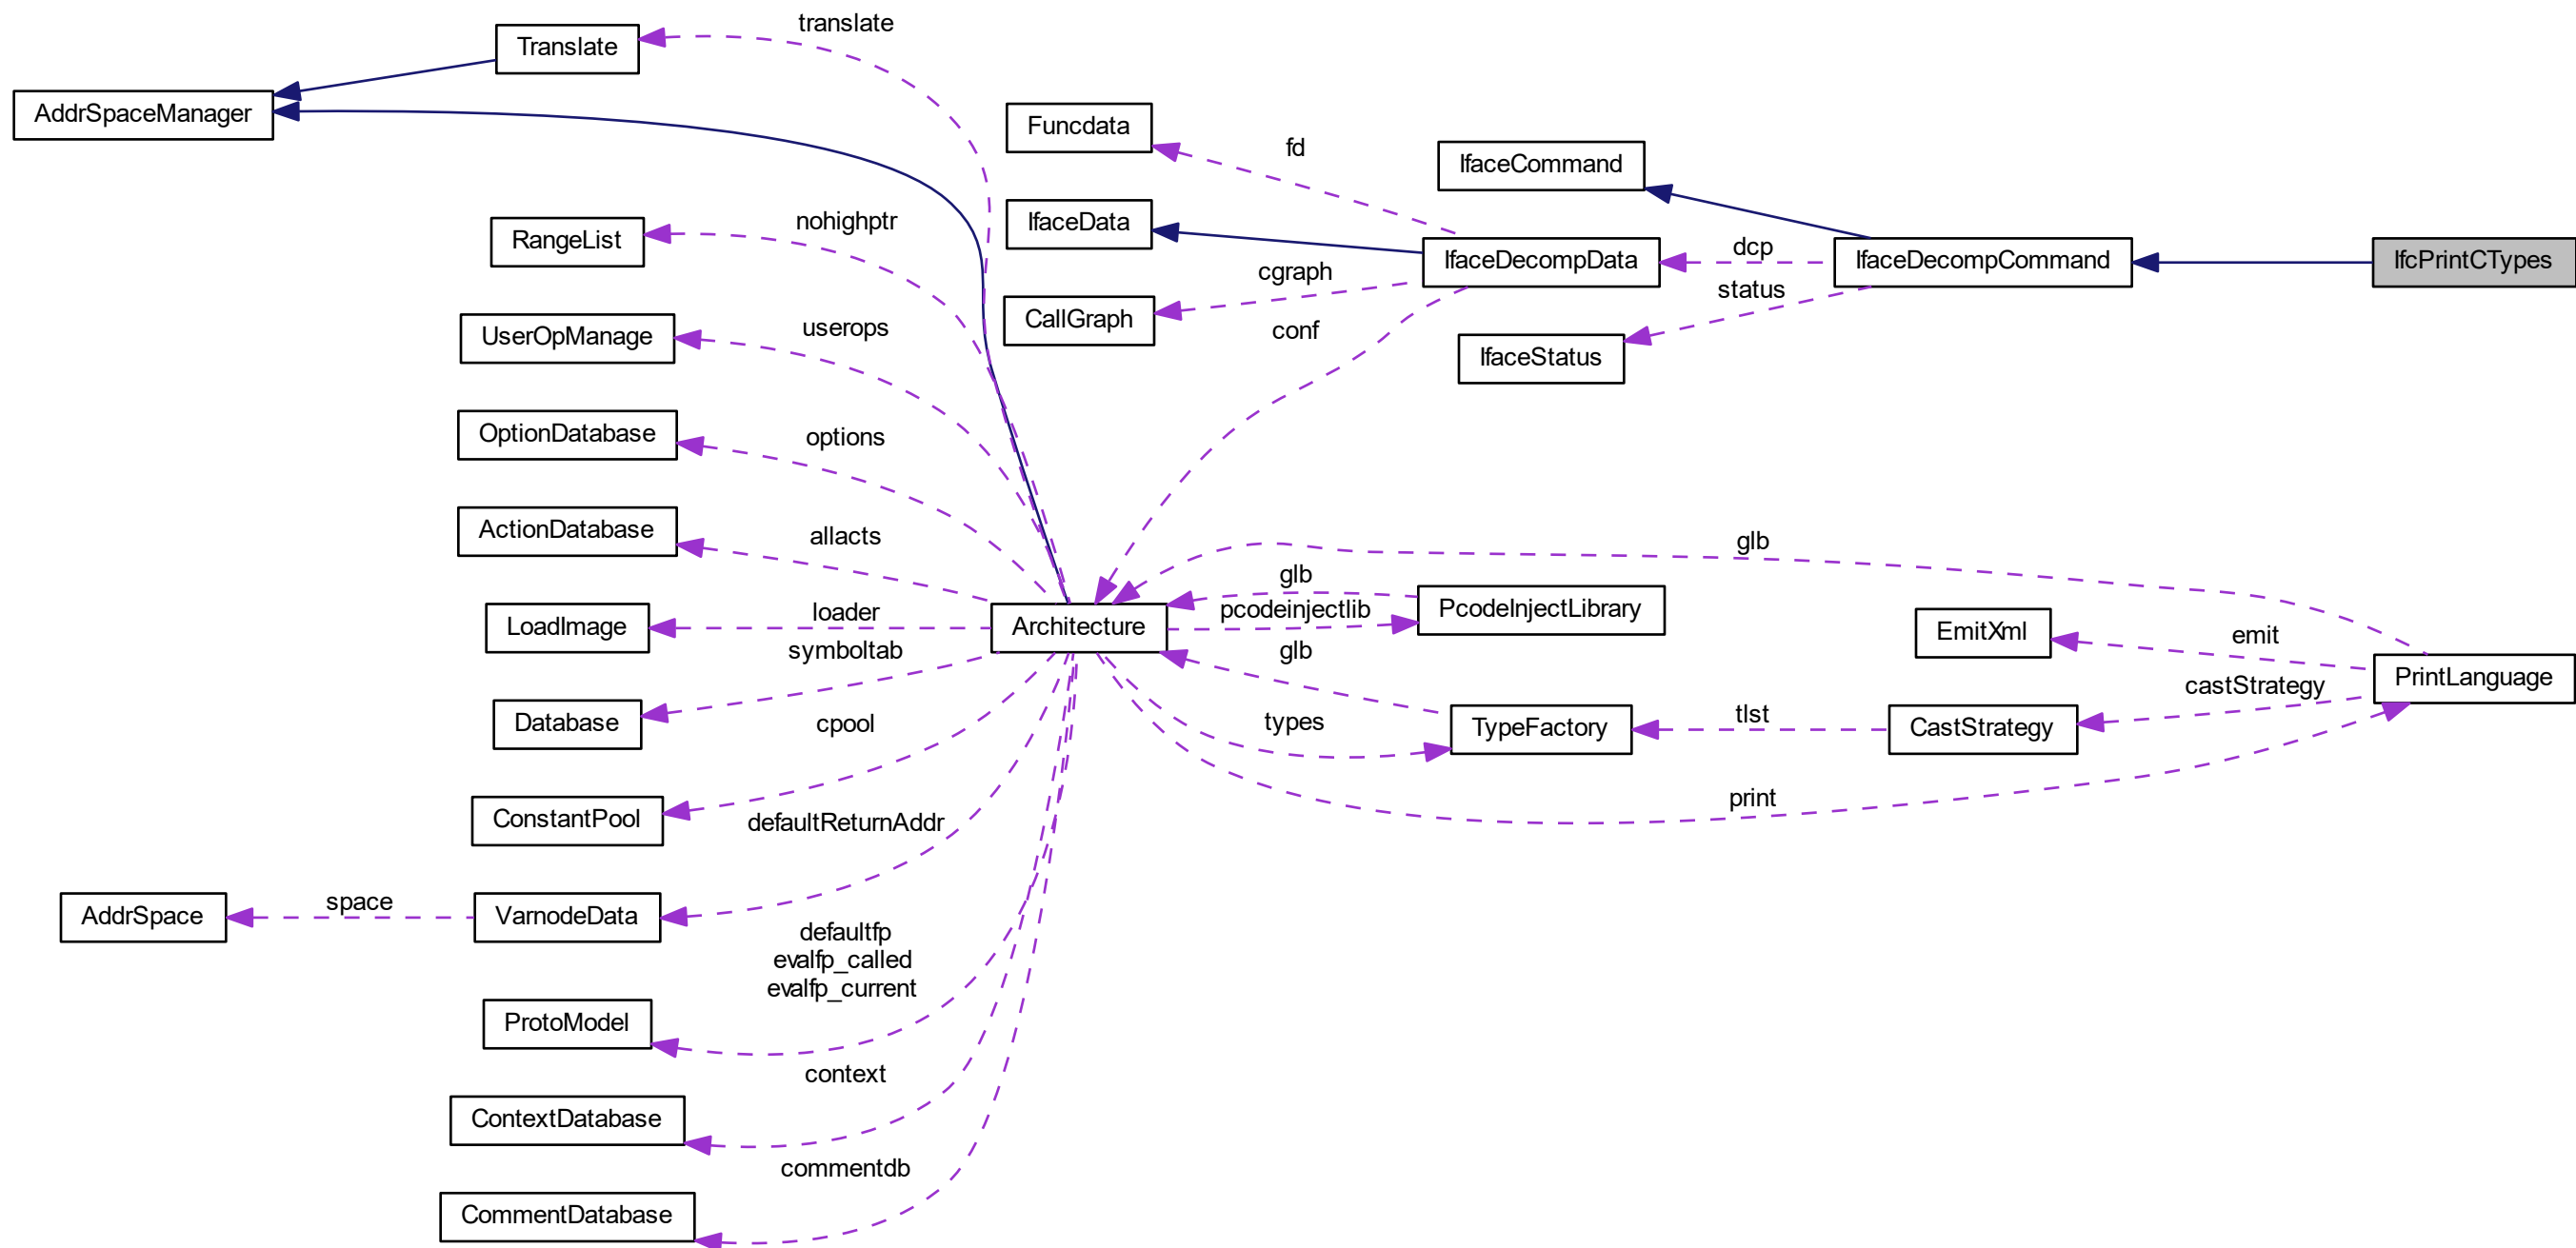 translate
Translate
AddrSpaceManager
Funcdata
fd
IfaceCommand
nohighptr
RangeList
IfaceData
IfaceDecompData
dcp
IfaceDecompCommand
IfcPrintCTypes
cgraph
status
CallGraph
conf
userops
UserOpManage
IfaceStatus
options
OptionDatabase
allacts
ActionDatabase
glb
glb
pcodeinjectlib
PcodeInjectLibrary
loader
LoadImage
Architecture
EmitXml
emit
symboltab
glb
PrintLanguage
castStrategy
Database
cpool
types
TypeFactory
tlst
CastStrategy
print
ConstantPool
defaultReturnAddr
AddrSpace
space
VarnodeData
defaultfp
evalfp_called
evalfp_current
ProtoModel
context
ContextDatabase
commentdb
CommentDatabase